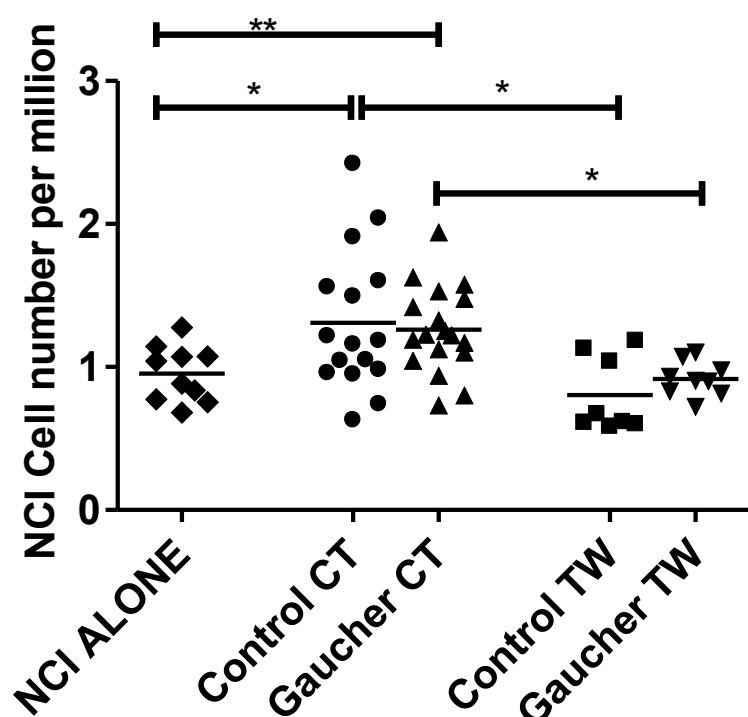 **
*
*
*
NCI Cell number per million
3
2
1
0
NCI ALONE
Control CT
Gaucher CT
Control TW
Gaucher TW